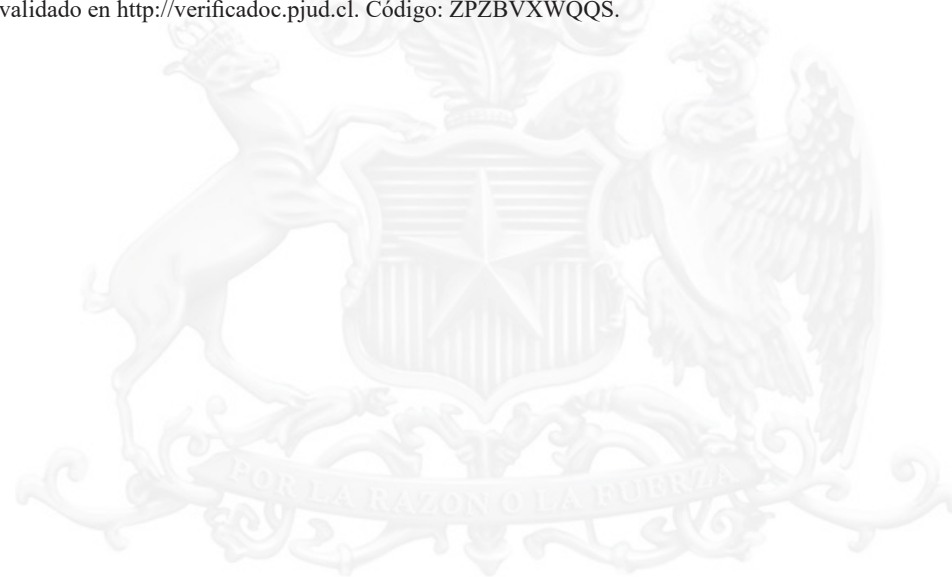 validado en http://verificadoc.pjud.cl. Código: ZPZBVXWQQS.
POR LA RAZON O LA FUERZA